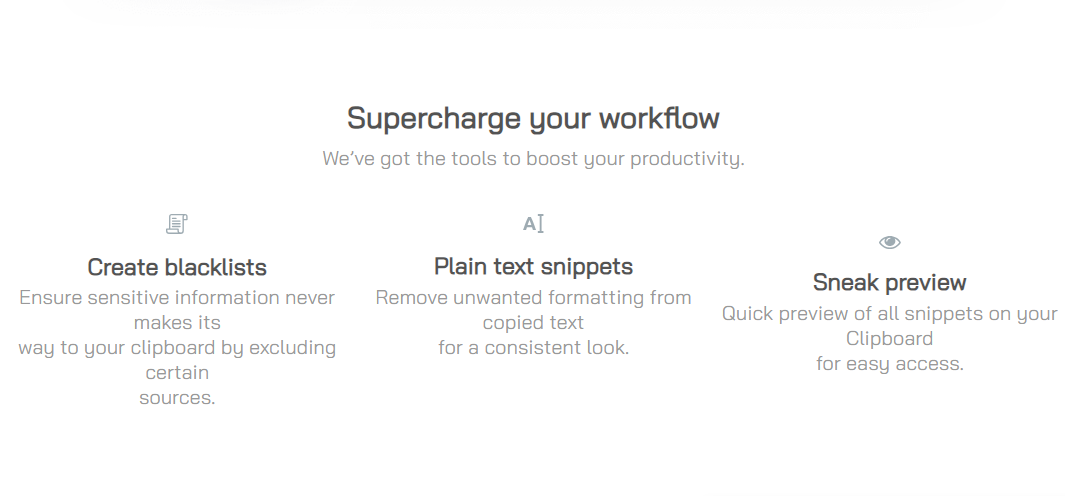 Supercharge your workflow
We’ve got the tools to boost your productivity.
Create blacklists
Ensure sensitive information never
makes its
way to your clipboard by excluding
certain
sources.
Plain text snippets
Remove unwanted formatting from
copied text
for a consistent look.
Sneak preview
Quick preview of all snippets on your
Clipboard
for easy access.